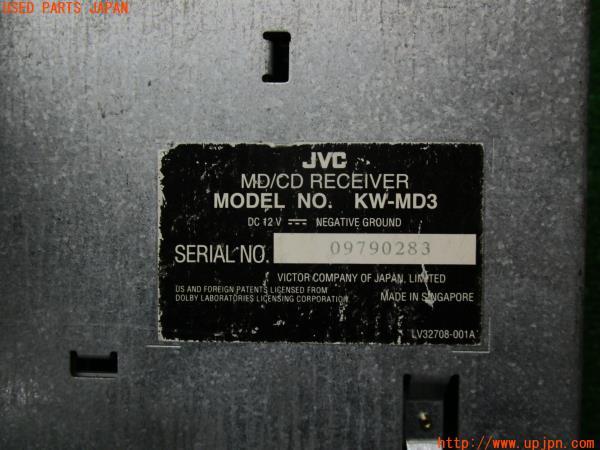 USED PARTS JAPAN
JVC
MD/CD RECEIVER
MODEL NO. KW-MD3
DC 12 V NEGATIVE GROUND
SERIAL NO. 09790283
VICTOR COMPANY OF JAPAN, LIMITED
US AND FOREIGN PATENTS LICENSED FROM
DOLBY LABORATORIES LICENSING CORPORATION.
MADE IN SINGAPORE
LV32708-001A
http://www.upjpn.com/